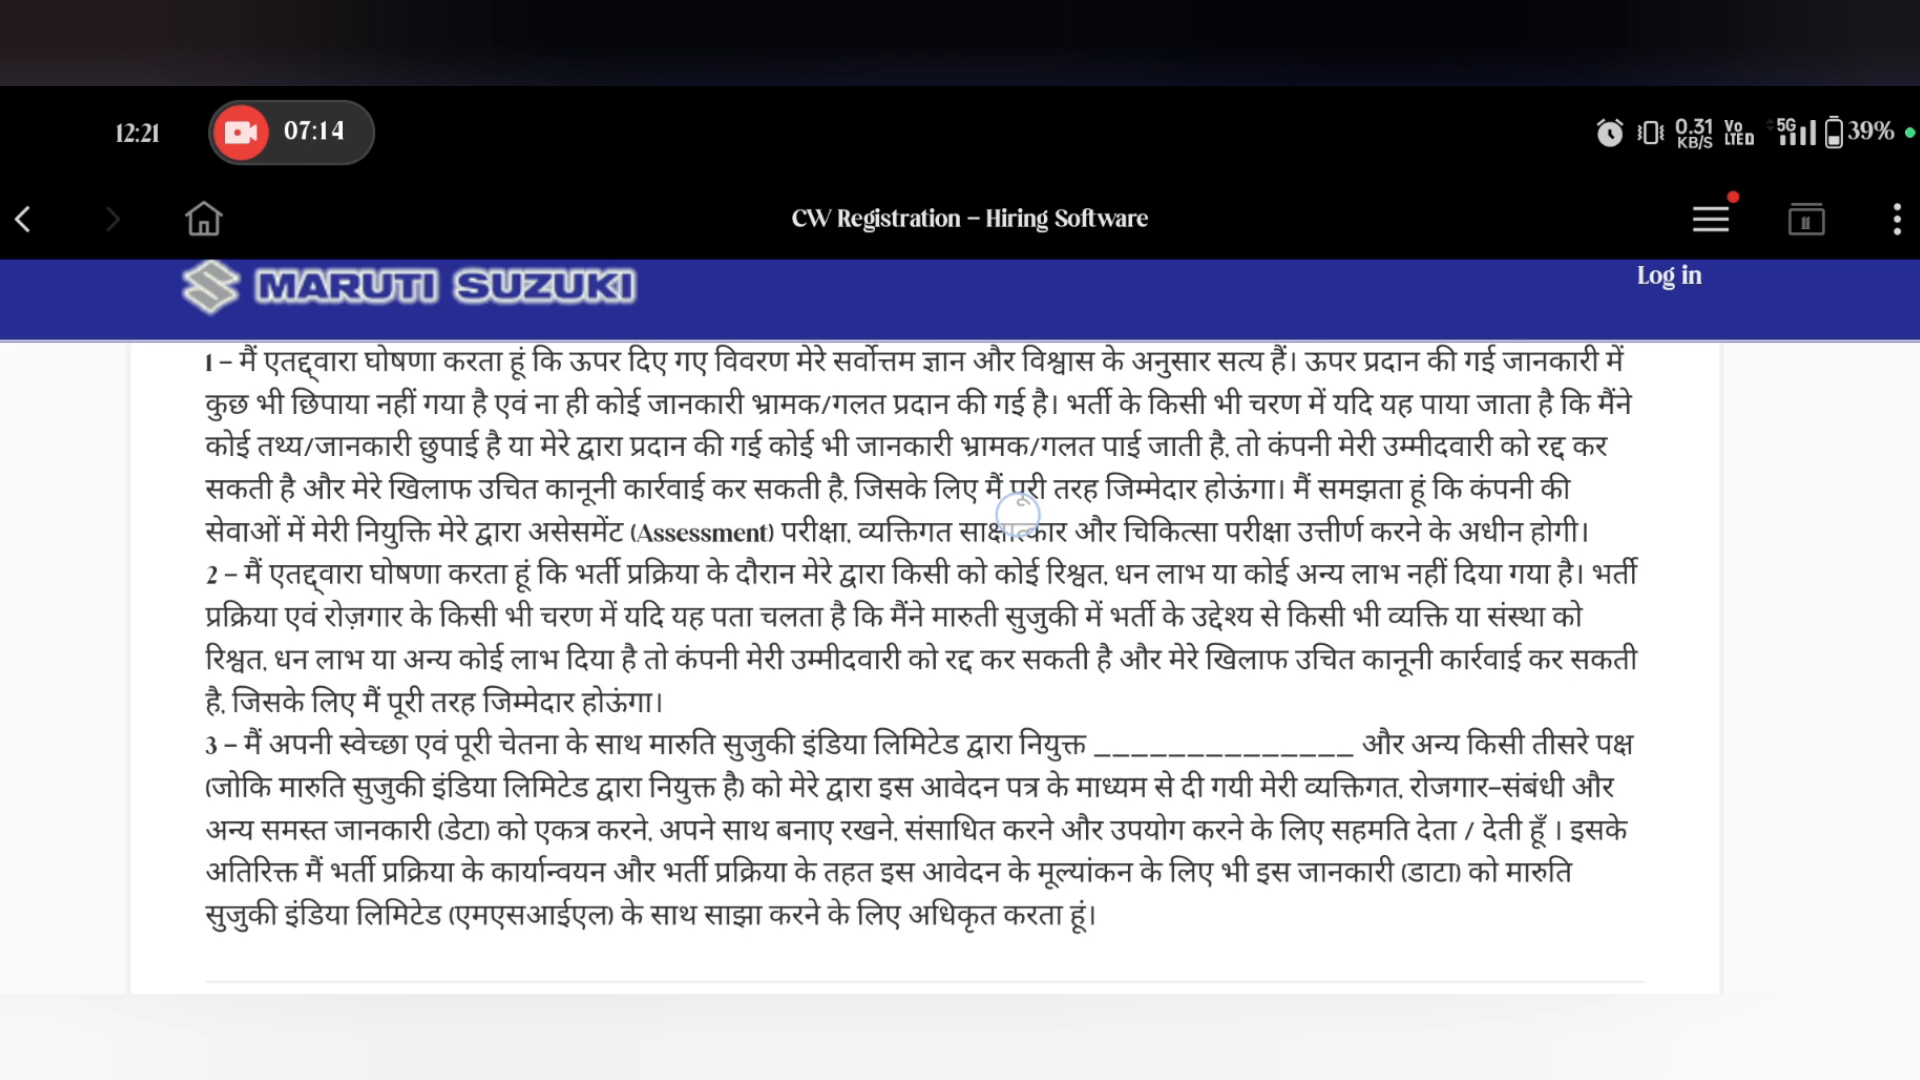 12:21
07:14
0.31 KB/S
Vo LTE
5G
39%
CW Registration – Hiring Software
MARUTI SUZUKI
Log in
1 – मैं एतद्द्वारा घोषणा करता हूं कि ऊपर दिए गए विवरण मेरे सर्वोत्तम ज्ञान और विश्वास के अनुसार सत्य हैं। ऊपर प्रदान की गई जानकारी में
कुछ भी छिपाया नहीं गया है एवं ना ही कोई जानकारी भ्रामक/गलत प्रदान की गई है। भर्ती के किसी भी चरण में यदि यह पाया जाता है कि मैंने
कोई तथ्य/जानकारी छुपाई है या मेरे द्वारा प्रदान की गई कोई भी जानकारी भ्रामक/गलत पाई जाती है, तो कंपनी मेरी उम्मीदवारी को रद्द कर
सकती है और मेरे खिलाफ उचित कानूनी कार्रवाई कर सकती है, जिसके लिए मैं पूरी तरह जिम्मेदार होऊंगा। मैं समझता हूं कि कंपनी की
सेवाओं में मेरी नियुक्ति मेरे द्वारा असेसमेंट (Assessment) परीक्षा, व्यक्तिगत साक्षात्कार और चिकित्सा परीक्षा उत्तीर्ण करने के अधीन होगी।
2 – मैं एतद्द्वारा घोषणा करता हूं कि भर्ती प्रक्रिया के दौरान मेरे द्वारा किसी को कोई रिश्वत, धन लाभ या कोई अन्य लाभ नहीं दिया गया है। भर्ती
प्रक्रिया एवं रोज़गार के किसी भी चरण में यदि यह पता चलता है कि मैंने मारुती सुजुकी में भर्ती के उद्देश्य से किसी भी व्यक्ति या संस्था को
रिश्वत, धन लाभ या अन्य कोई लाभ दिया है तो कंपनी मेरी उम्मीदवारी को रद्द कर सकती है और मेरे खिलाफ उचित कानूनी कार्रवाई कर सकती
है, जिसके लिए मैं पूरी तरह जिम्मेदार होऊंगा।
3 – मैं अपनी स्वेच्छा एवं पूरी चेतना के साथ मारुति सुजुकी इंडिया लिमिटेड द्वारा नियुक्त ______________ और अन्य किसी तीसरे पक्ष
(जोकि मारुति सुजुकी इंडिया लिमिटेड द्वारा नियुक्त है) को मेरे द्वारा इस आवेदन पत्र के माध्यम से दी गयी मेरी व्यक्तिगत, रोजगार–संबंधी और
अन्य समस्त जानकारी (डेटा) को एकत्र करने, अपने साथ बनाए रखने, संसाधित करने और उपयोग करने के लिए सहमति देता / देती हूँ । इसके
अतिरिक्त मैं भर्ती प्रक्रिया के कार्यान्वयन और भर्ती प्रक्रिया के तहत इस आवेदन के मूल्यांकन के लिए भी इस जानकारी (डाटा) को मारुति
सुजुकी इंडिया लिमिटेड (एमएसआईएल) के साथ साझा करने के लिए अधिकृत करता हूं।